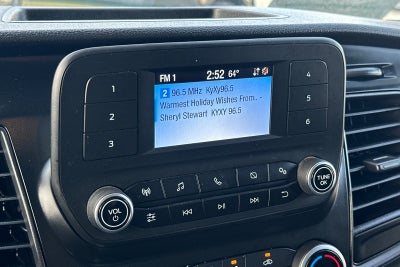 FM 1 2:52 64°
2 96.5 MHz KyXy96.5
Warmest Holiday Wishes From.. -
Sheryl Stewart KYXY 96.5
1
2
3
4
5
6
VOL
TUNE
OK